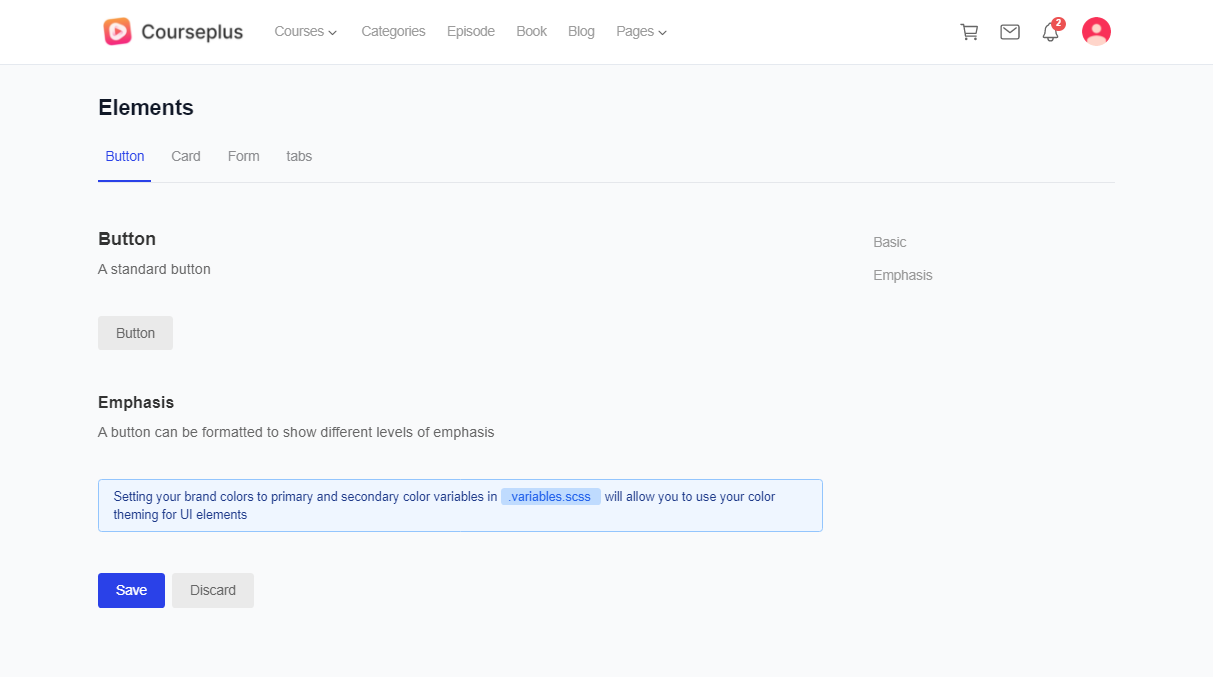 Courseplus Courses Categories Episode Book Blog Pages 2
Elements
Button Card Form tabs
Button
A standard button
Basic
Emphasis
Button
Emphasis
A button can be formatted to show different levels of emphasis
Setting your brand colors to primary and secondary color variables in .variables.scss will allow you to use your color
theming for UI elements
Save Discard